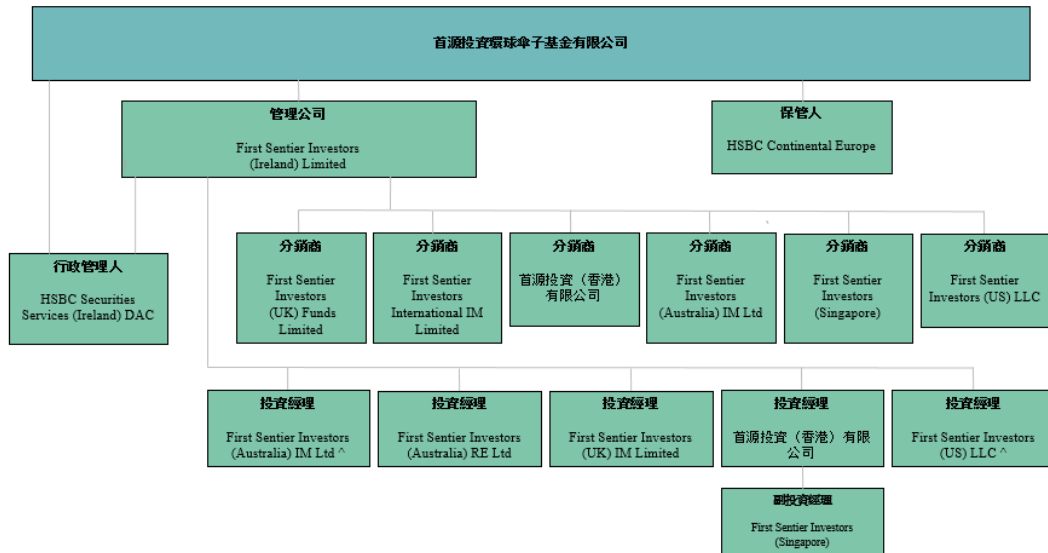 首源投資環球傘子基金有限公司
管理公司
First Sentier Investors
(Ireland) Limited
保管人
HSBC Continental Europe
行政管理人
HSBC Securities
Services (Ireland) DAC
分銷商
First Sentier
Investors
(UK) Funds
Limited
分銷商
First Sentier
Investors
International IM
Limited
分銷商
首源投資（香港）
有限公司
分銷商
First Sentier
Investors
(Australia) IM Ltd
分銷商
First Sentier
Investors
(Singapore)
分銷商
First Sentier
Investors (US) LLC
投資經理
First Sentier Investors
(Australia) IM Ltd ^
投資經理
First Sentier Investors
(Australia) RE Ltd
投資經理
First Sentier Investors
(UK) IM Limited
投資經理
首源投資（香港）有限
公司
投資經理
First Sentier Investors
(US) LLC ^
副投資經理
First Sentier Investors
(Singapore)